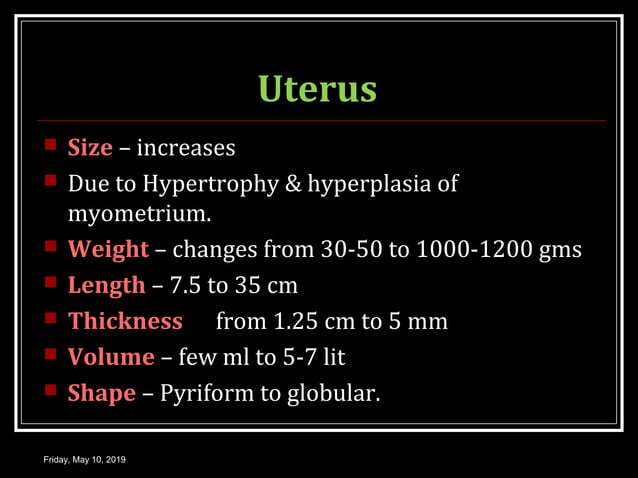 Uterus
Size – increases
Due to Hypertrophy & hyperplasia of
myometrium.
Weight – changes from 30-50 to 1000-1200 gms
Length – 7.5 to 35 cm
Thickness from 1.25 cm to 5 mm
Volume – few ml to 5-7 lit
Shape – Pyriform to globular.
Friday, May 10, 2019